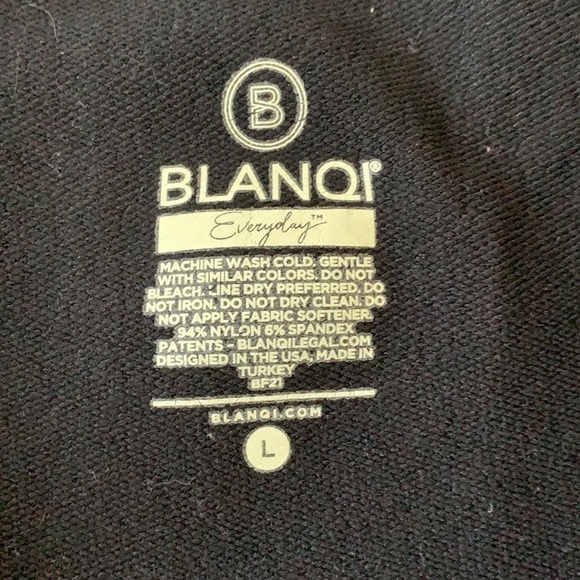 B
BLANQI®
Everyday™
MACHINE WASH COLD. GENTLE
WITH SIMILAR COLORS. DO NOT
BLEACH. LINE DRY PREFERRED. DO
NOT IRON. DO NOT DRY CLEAN. DO
NOT APPLY FABRIC SOFTENER.
94% NYLON 6% SPANDEX
PATENTS - BLANQILEGAL.COM
DESIGNED IN THE USA, MADE IN
TURKEY
BF21
BLANQI.COM
L